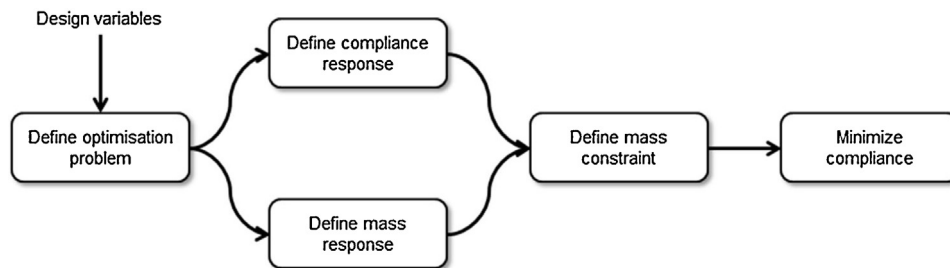 Design variables
Define optimisation
problem
Define compliance
response
Define mass
response
Define mass
constraint
Minimize
compliance